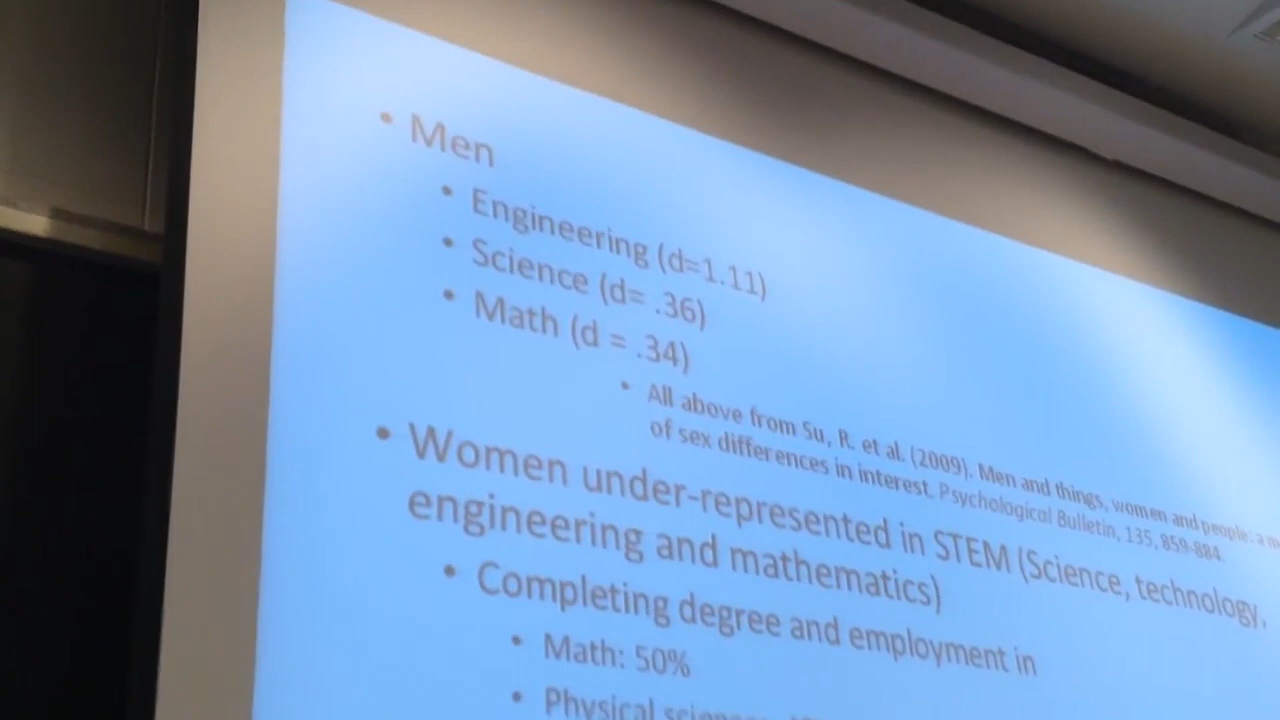 • Men
• Engineering (d=1.11)
• Science (d= .36)
• Math (d = .34)
• All above from Su, R. et al. (2009). Men and things, women and people: a
of sex differences in interest. Psychological Bulletin, 135, 859-884.
• Women under-represented in STEM (Science, technology,
engineering and mathematics)
• Completing degree and employment in
• Math: 50%
• Physical